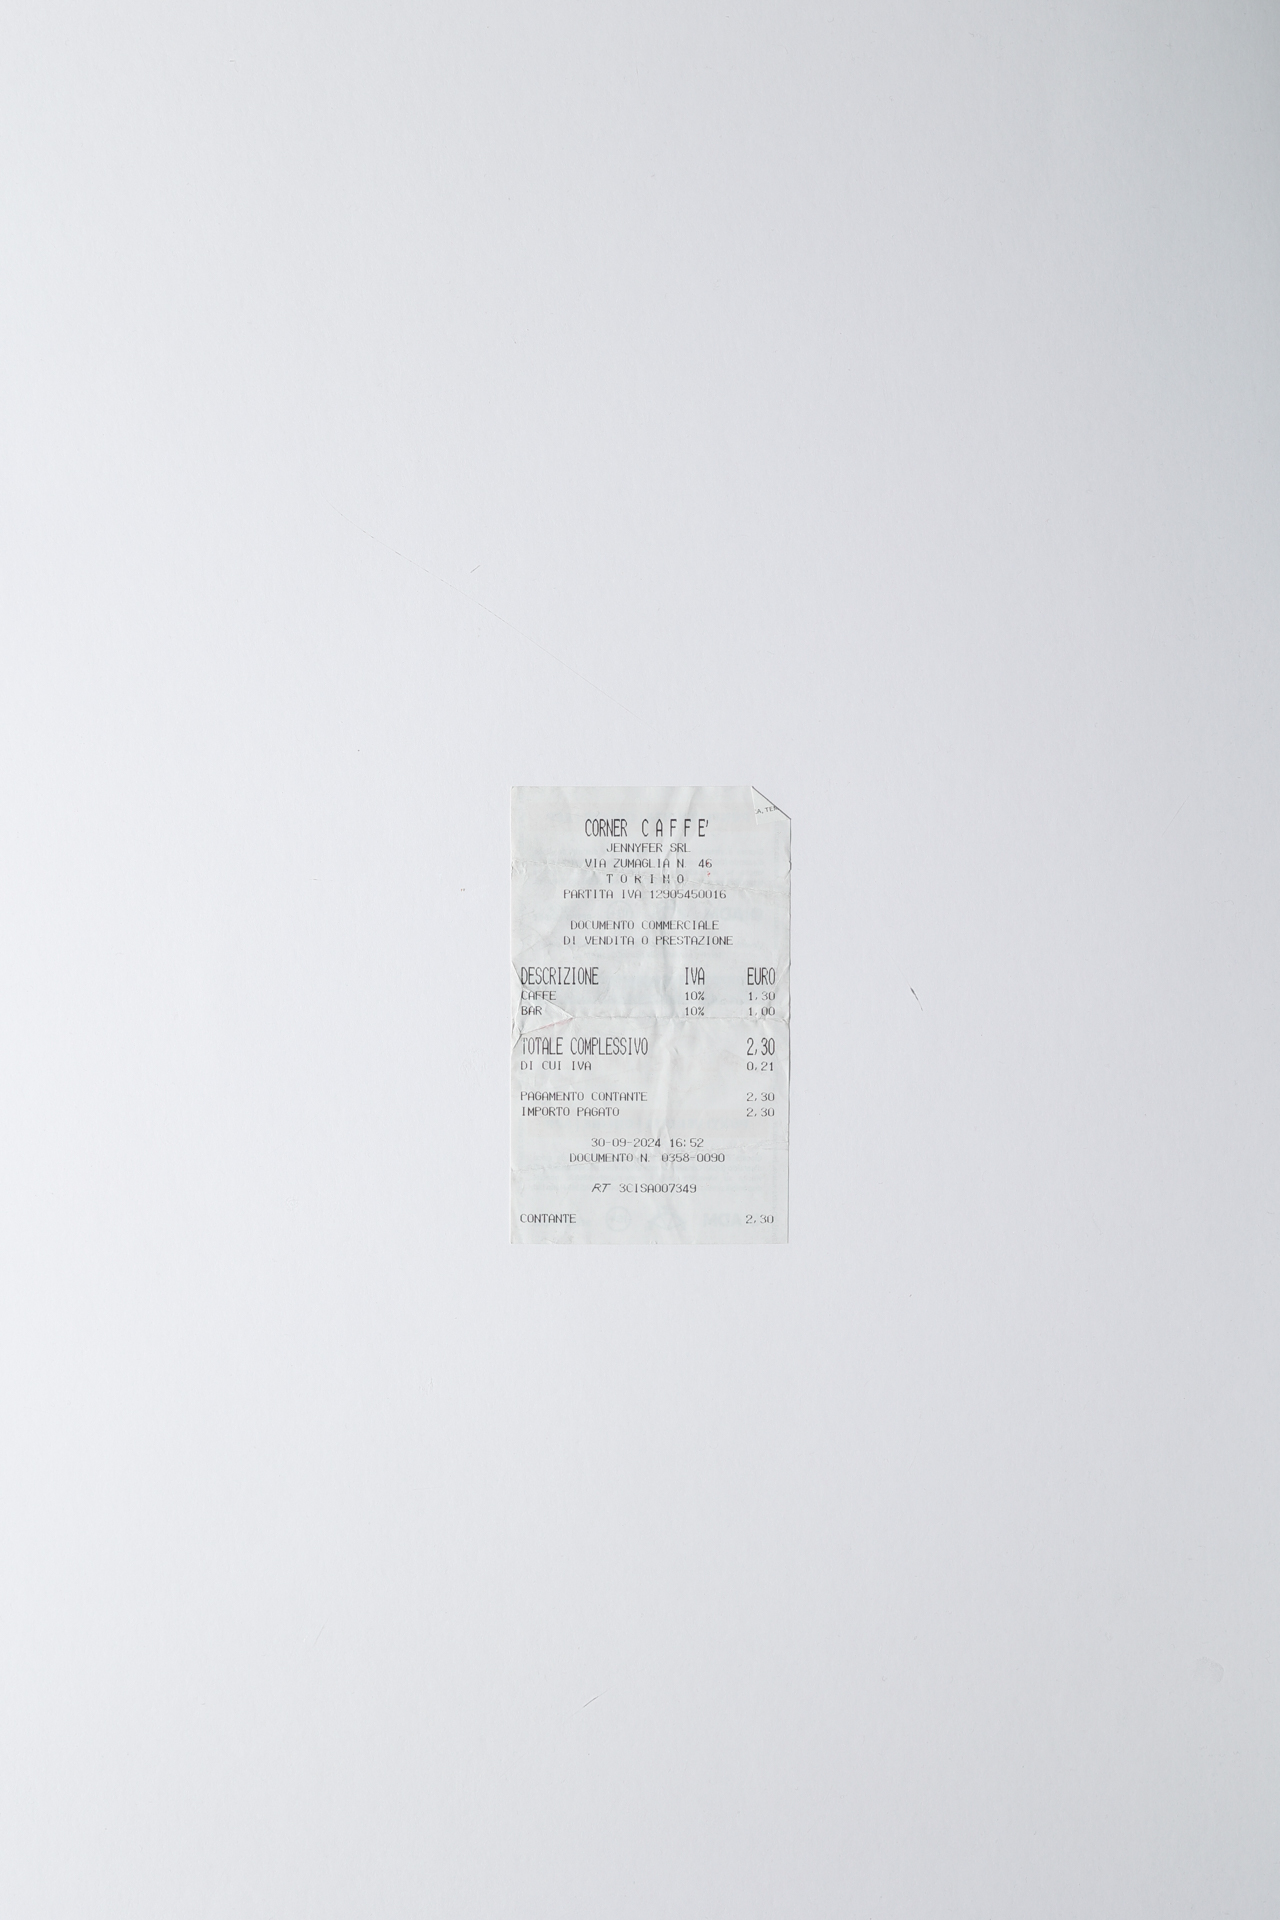 CORNER C A F F E'
JENNYFER SRL
VIA ZUMAGLIA N 46
T O R I N O
PARTITA IVA 12905450016
DOCUMENTO COMMERCIALE
DI VENDITA O PRESTAZIONE
DESCRIZIONE IVA EURO
CAFFE 10% 1,30
BAR 10% 1,00
TOTALE COMPLESSIVO 2,30
DI CUI IVA 0,21
PAGAMENTO CONTANTE 2,30
IMPORTO PAGATO 2,30
30-09-2024 16:52
DOCUMENTO N. 0358-0090
RT 3CISA007349
CONTANTE 2,30